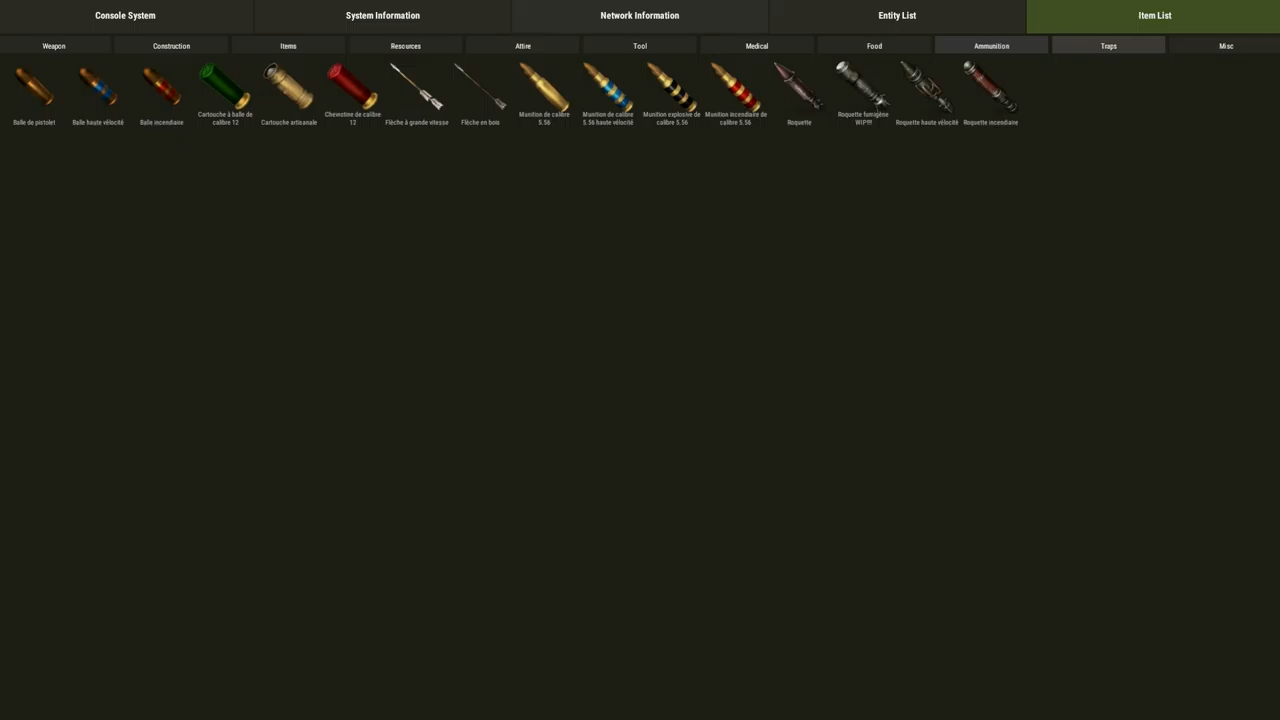 Console System
System Information
Network Information
Entity List
Item List
Weapon
Construction
Items
Resources
Attire
Tool
Medical
Food
Ammunition
Traps
Misc
Balle de pistolet
Balle haute vélocité
Balle incendiaire
Cartouche à balle de
calibre 12
Cartouche artisanale
Chevrotine de calibre
12
Flèche à grande vitesse
Flèche en bois
Munition de calibre
5.56
Munition de calibre
5.56 haute vélocité
Munition explosive de
calibre 5.56
Munition incendiaire de
calibre 5.56
Roquette
Roquette fumigène
WIP!!!!
Roquette haute vélocité
Roquette incendiaire